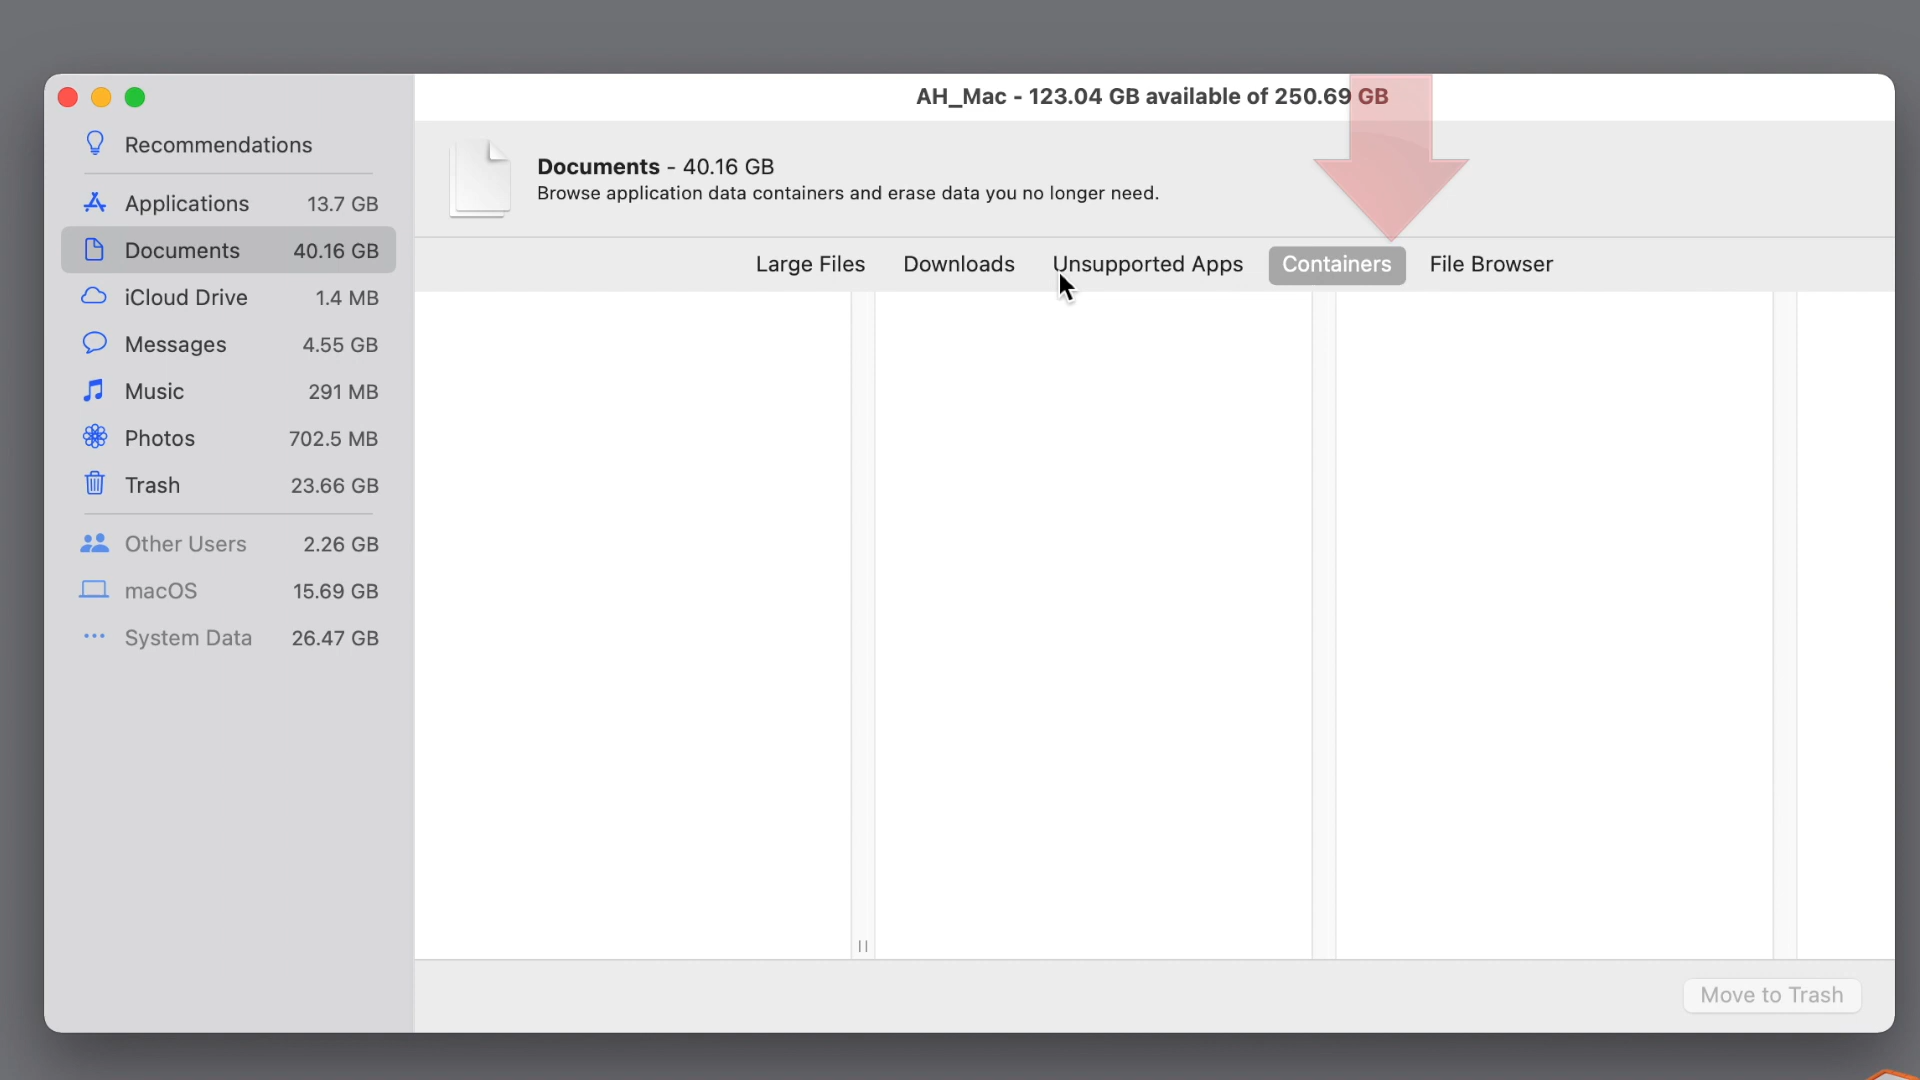 AH_Mac - 123.04 GB available of 250.69 GB
Recommendations
Applications 13.7 GB
Documents 40.16 GB
iCloud Drive 1.4 MB
Messages 4.55 GB
Music 291 MB
Photos 702.5 MB
Trash 23.66 GB
Other Users 2.26 GB
macOS 15.69 GB
System Data 26.47 GB
Documents - 40.16 GB
Browse application data containers and erase data you no longer need.
Large Files Downloads Unsupported Apps Containers File Browser
Move to Trash